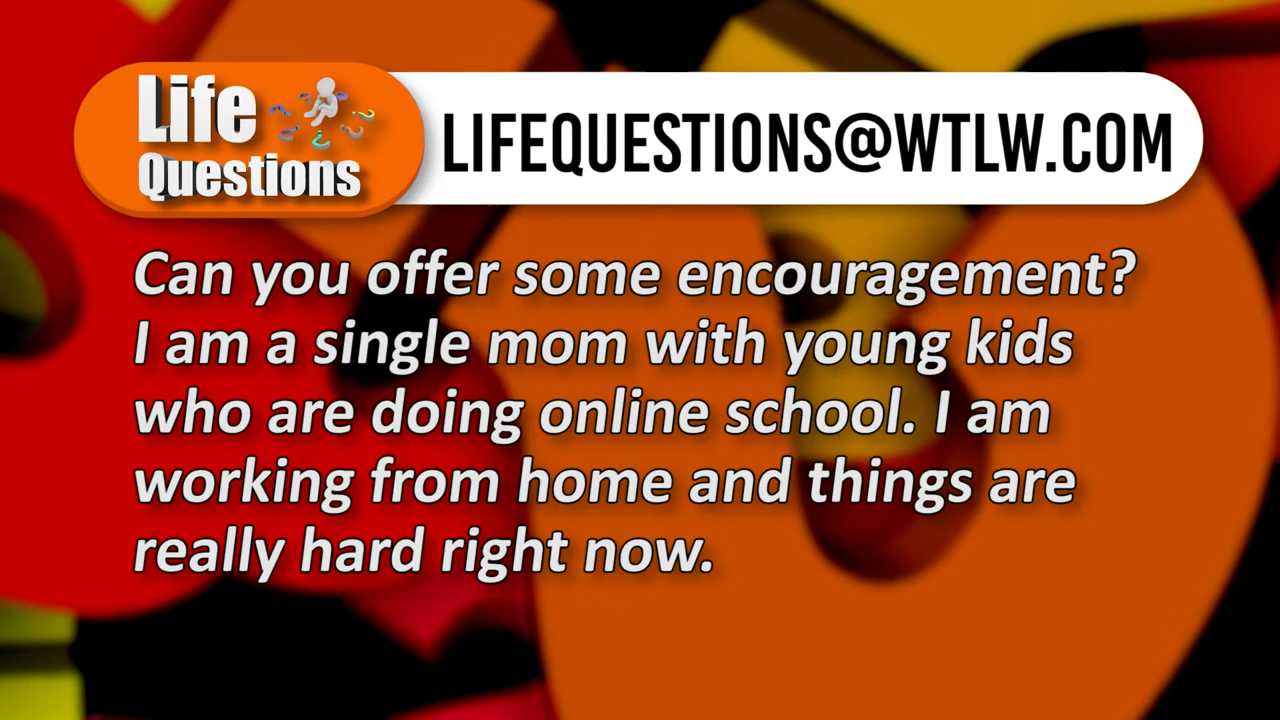 Life
Questions
LIFEQUESTIONS@WTLW.COM
Can you offer some encouragement?
I am a single mom with young kids
who are doing online school. I am
working from home and things are
really hard right now.